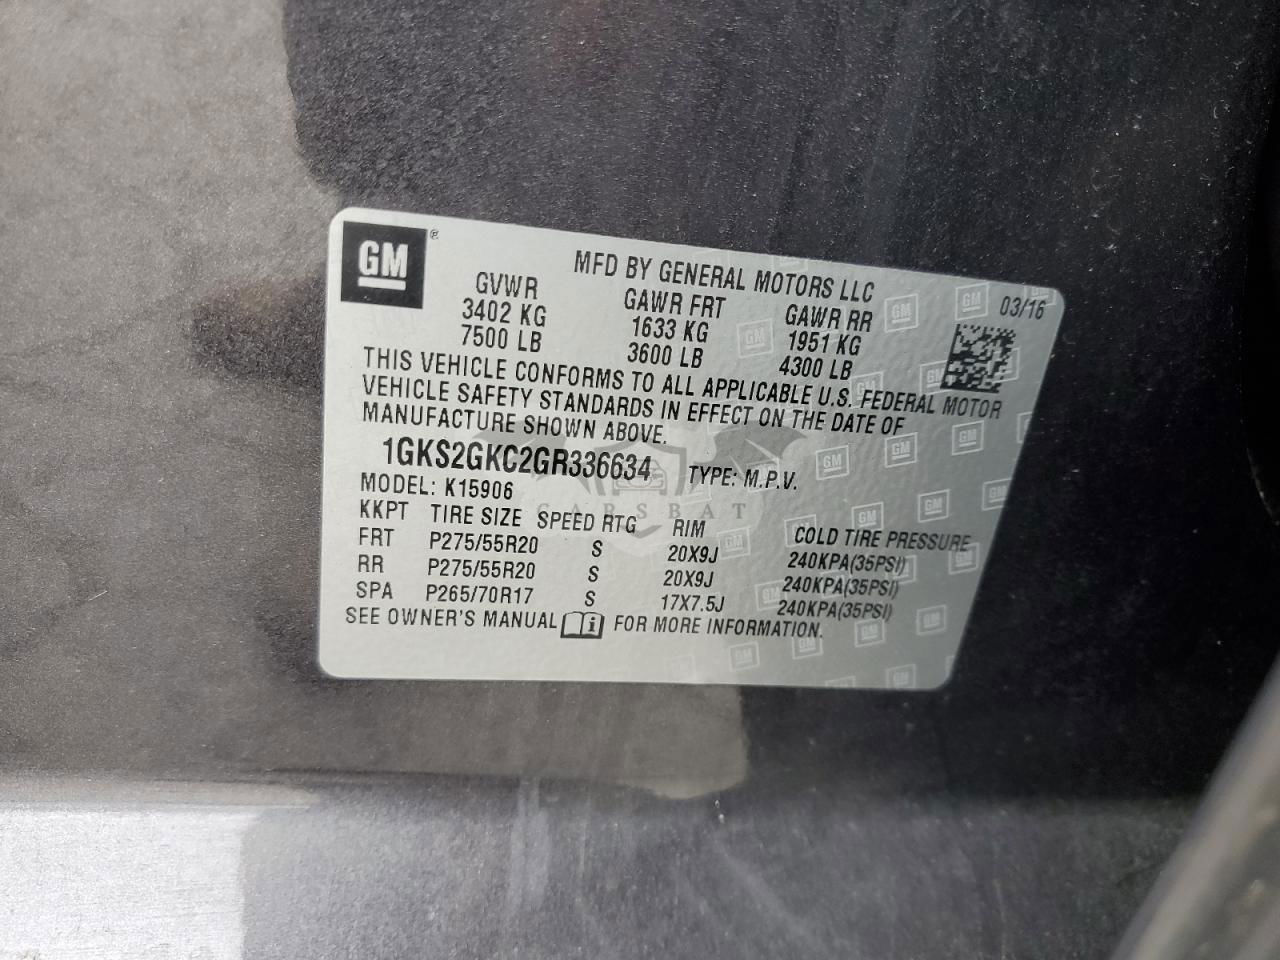 GM®
MFD BY GENERAL MOTORS LLC
03/16
GVWR GAWR FRT GAWR RR
3402 KG 1633 KG 1951 KG
7500 LB 3600 LB 4300 LB
THIS VEHICLE CONFORMS TO ALL APPLICABLE U.S. FEDERAL MOTOR
VEHICLE SAFETY STANDARDS IN EFFECT ON THE DATE OF
MANUFACTURE SHOWN ABOVE.
1GKS2GKC2GR336634 TYPE: M.P.V.
MODEL: K15906
CARSBAT
KKPT TIRE SIZE SPEED RTG RIM COLD TIRE PRESSURE
FRT P275/55R20 S 20X9J 240KPA(35PSI)
RR P275/55R20 S 20X9J 240KPA(35PSI)
SPA P265/70R17 S 17X7.5J 240KPA(35PSI)
SEE OWNER'S MANUAL i FOR MORE INFORMATION.